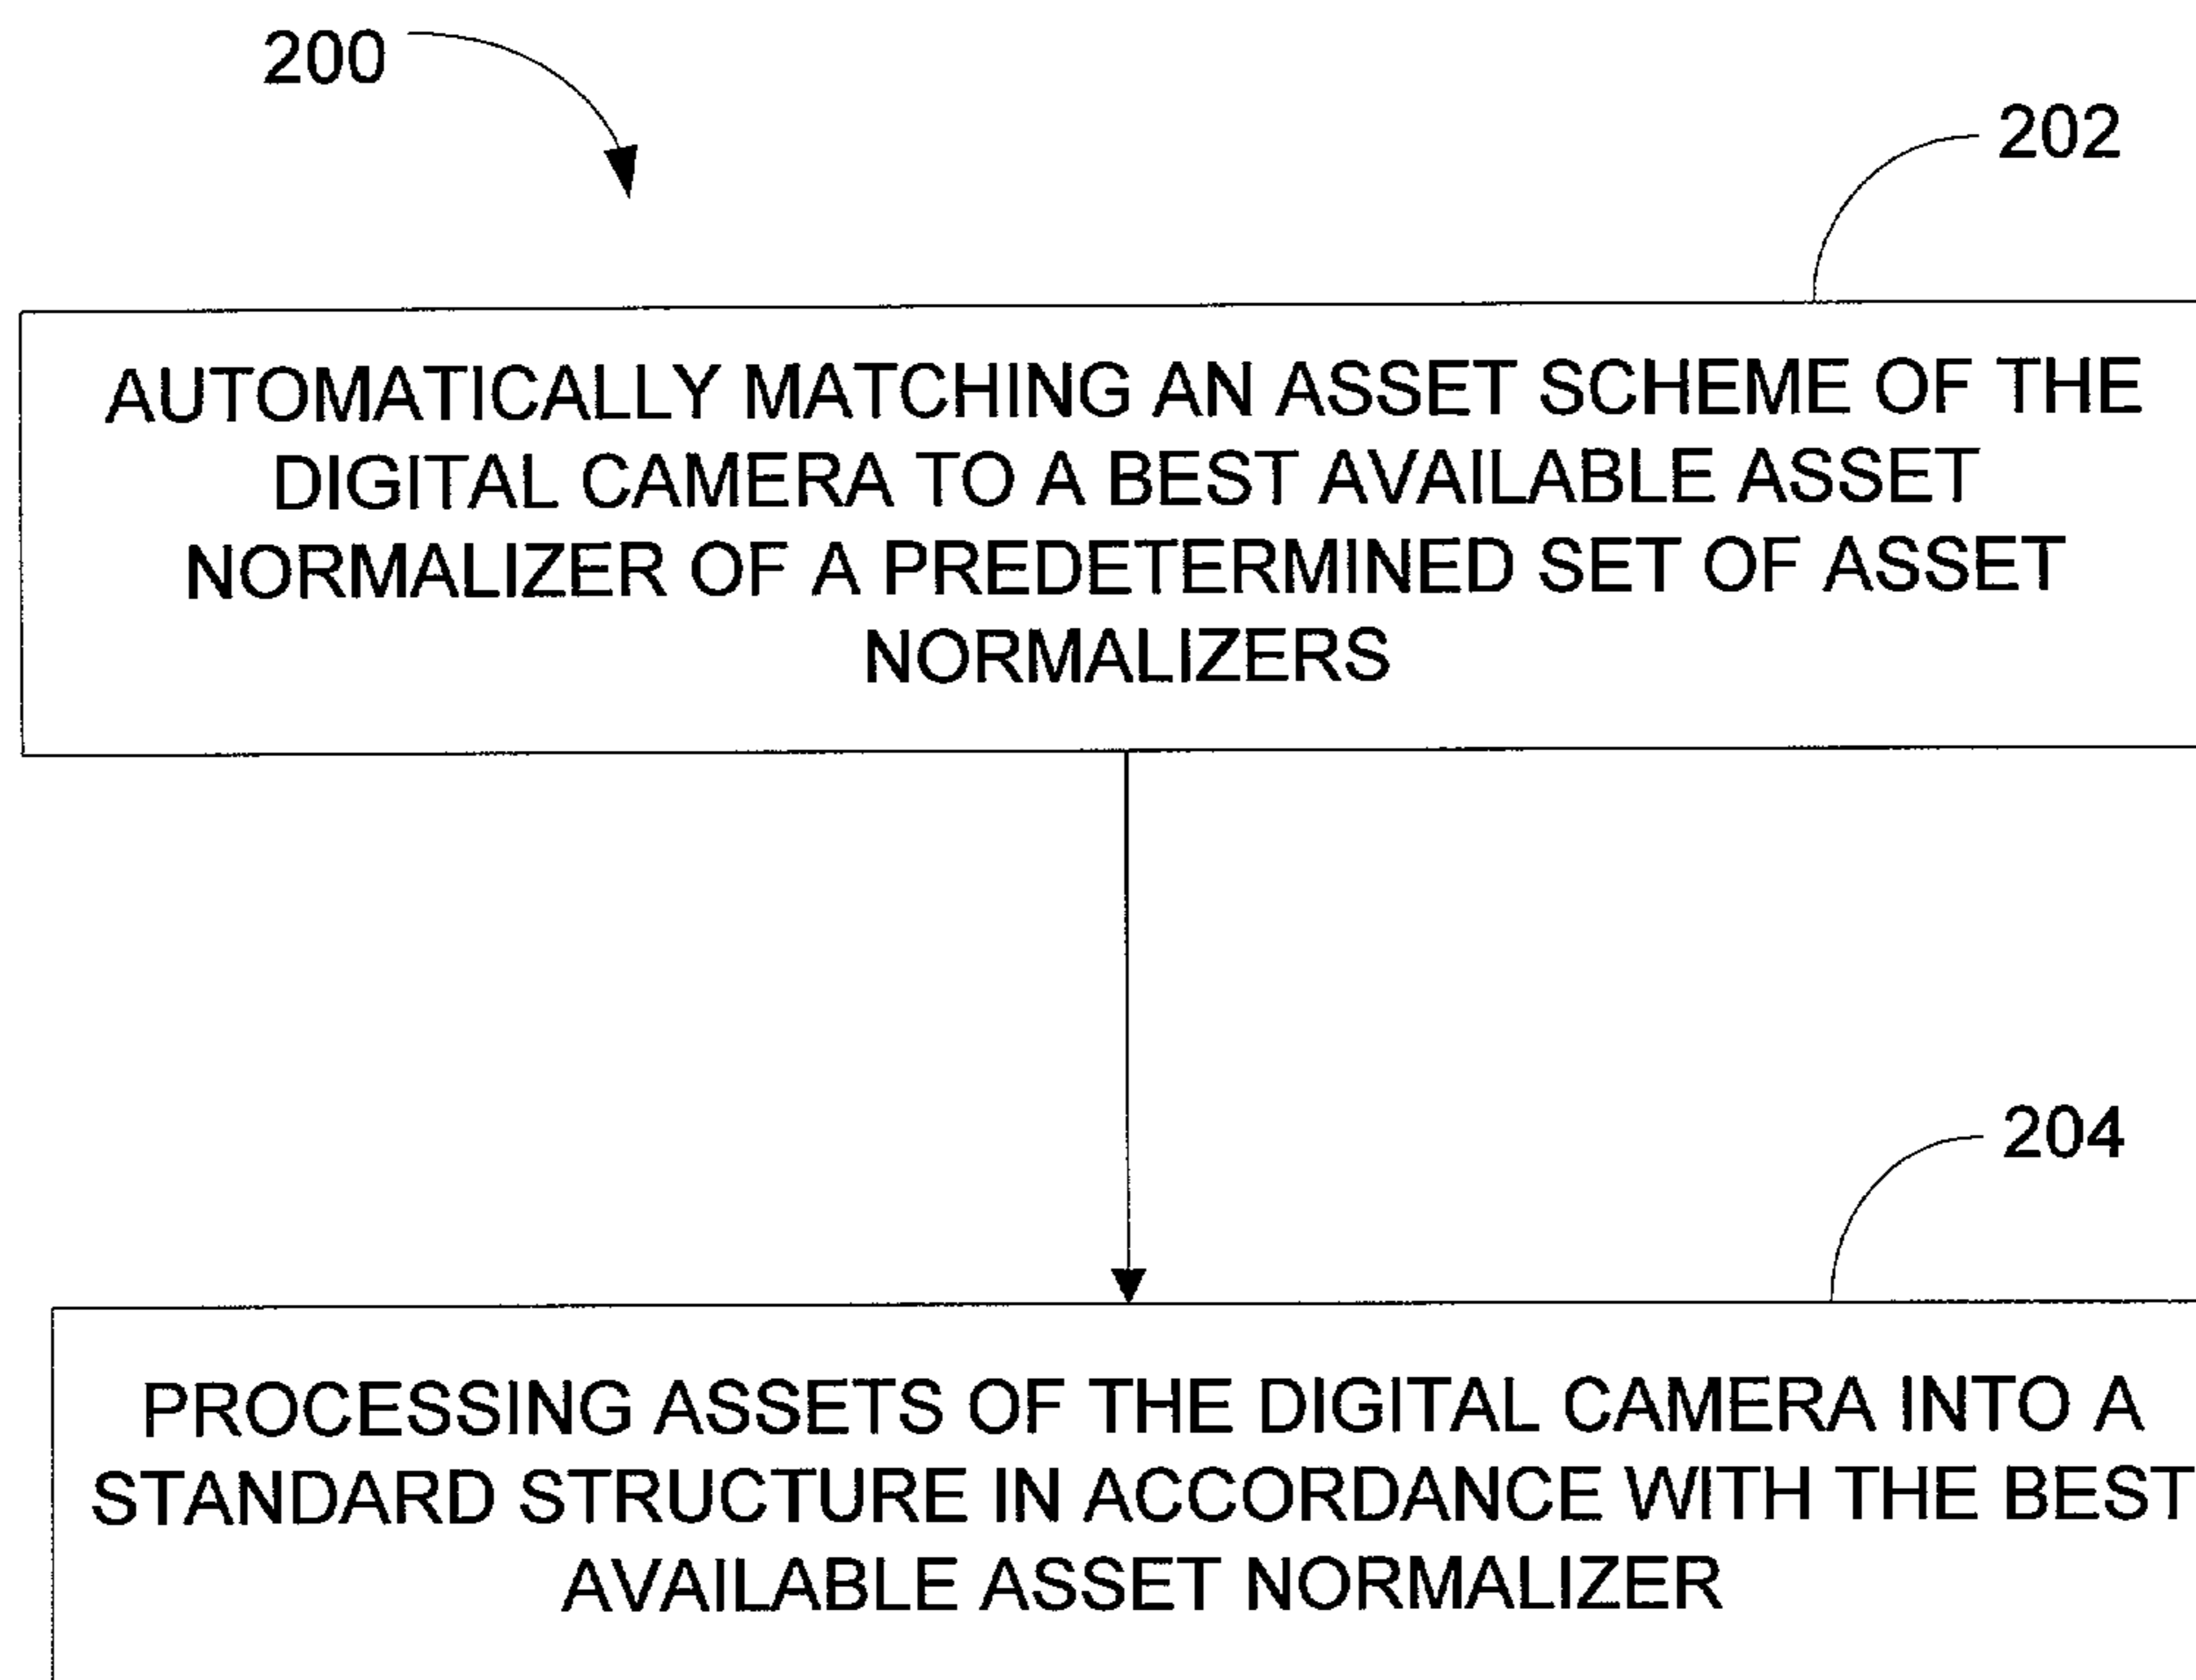 200
202
AUTOMATICALLY MATCHING AN ASSET SCHEME OF THE
DIGITAL CAMERA TO A BEST AVAILABLE ASSET
NORMALIZER OF A PREDETERMINED SET OF ASSET
NORMALIZERS
204
PROCESSING ASSETS OF THE DIGITAL CAMERA INTO A
STANDARD STRUCTURE IN ACCORDANCE WITH THE BEST
AVAILABLE ASSET NORMALIZER